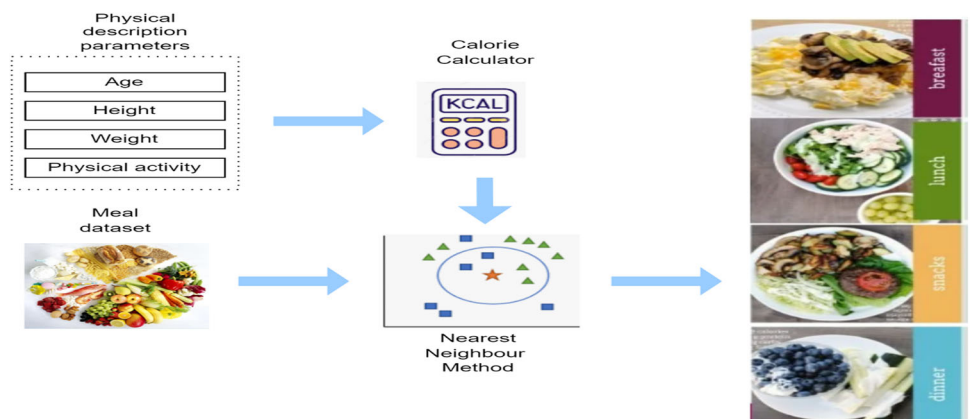 Physical
description
parameters
Age
Height
Weight
Physical activity
Calorie
Calculator
KCAL
Meal
dataset
Nearest
Neighbour
Method
breafast
lunch
snacks
dinner